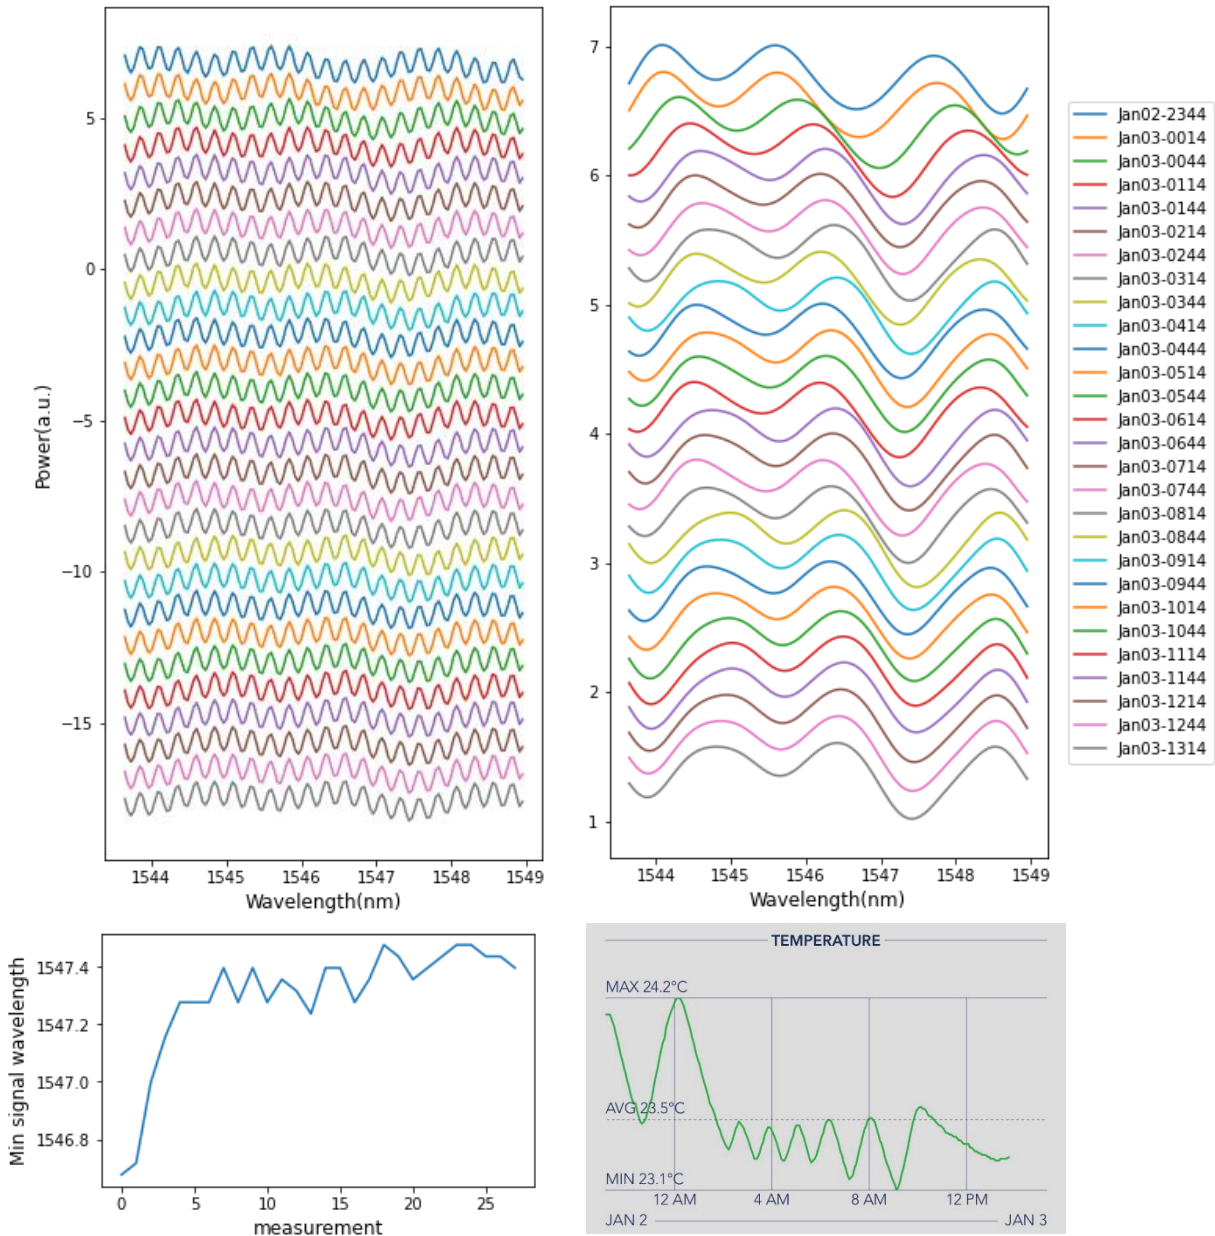 5
0
−5
−10
−15
Power(a.u.)
1544 1545 1546 1547 1548 1549
Wavelength(nm)
7
6
5
4
3
2
1
1544 1545 1546 1547 1548 1549
Wavelength(nm)
Jan02-2344
Jan03-0014
Jan03-0044
Jan03-0114
Jan03-0144
Jan03-0214
Jan03-0244
Jan03-0314
Jan03-0344
Jan03-0414
Jan03-0444
Jan03-0514
Jan03-0544
Jan03-0614
Jan03-0644
Jan03-0714
Jan03-0744
Jan03-0814
Jan03-0844
Jan03-0914
Jan03-0944
Jan03-1014
Jan03-1044
Jan03-1114
Jan03-1144
Jan03-1214
Jan03-1244
Jan03-1314
Min signal wavelength
1547.4
1547.2
1547.0
1546.8
0 5 10 15 20 25
measurement
TEMPERATURE
MAX 24.2°C
AVG 23.5°C
MIN 23.1°C
12 AM 4 AM 8 AM 12 PM
JAN 2 JAN 3